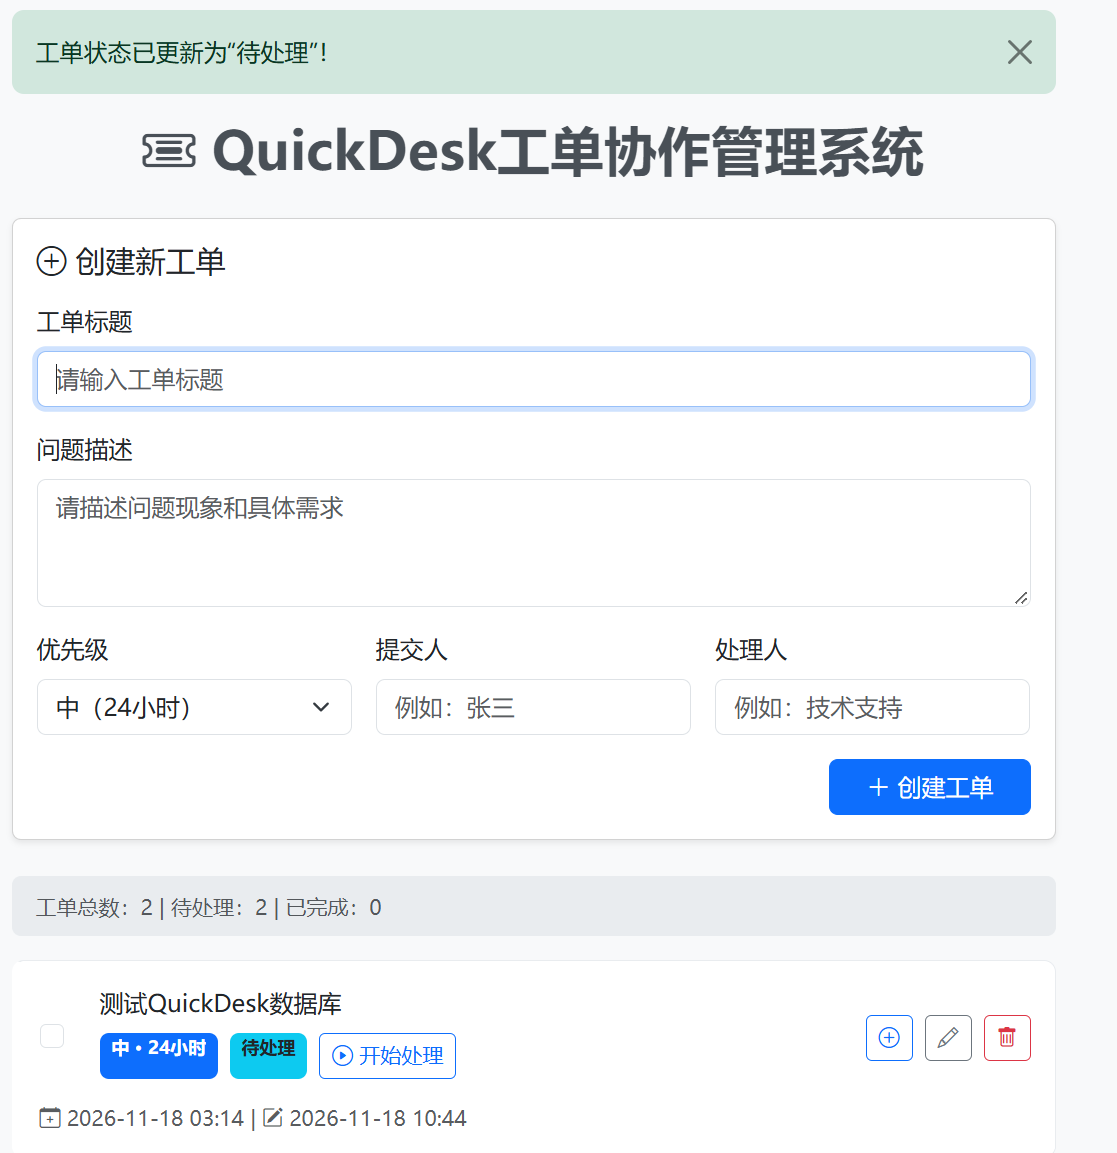 工单状态已更新为“待处理”！
QuickDesk工单协作管理系统
创建新工单
工单标题
请输入工单标题
问题描述
请描述问题现象和具体需求
优先级 提交人 处理人
中（24小时） 例如：张三 例如：技术支持
创建工单
工单总数：2 | 待处理：2 | 已完成：0
测试QuickDesk数据库
中・24小时 待处理 开始处理
2026-11-18 03:14 | 2026-11-18 10:44